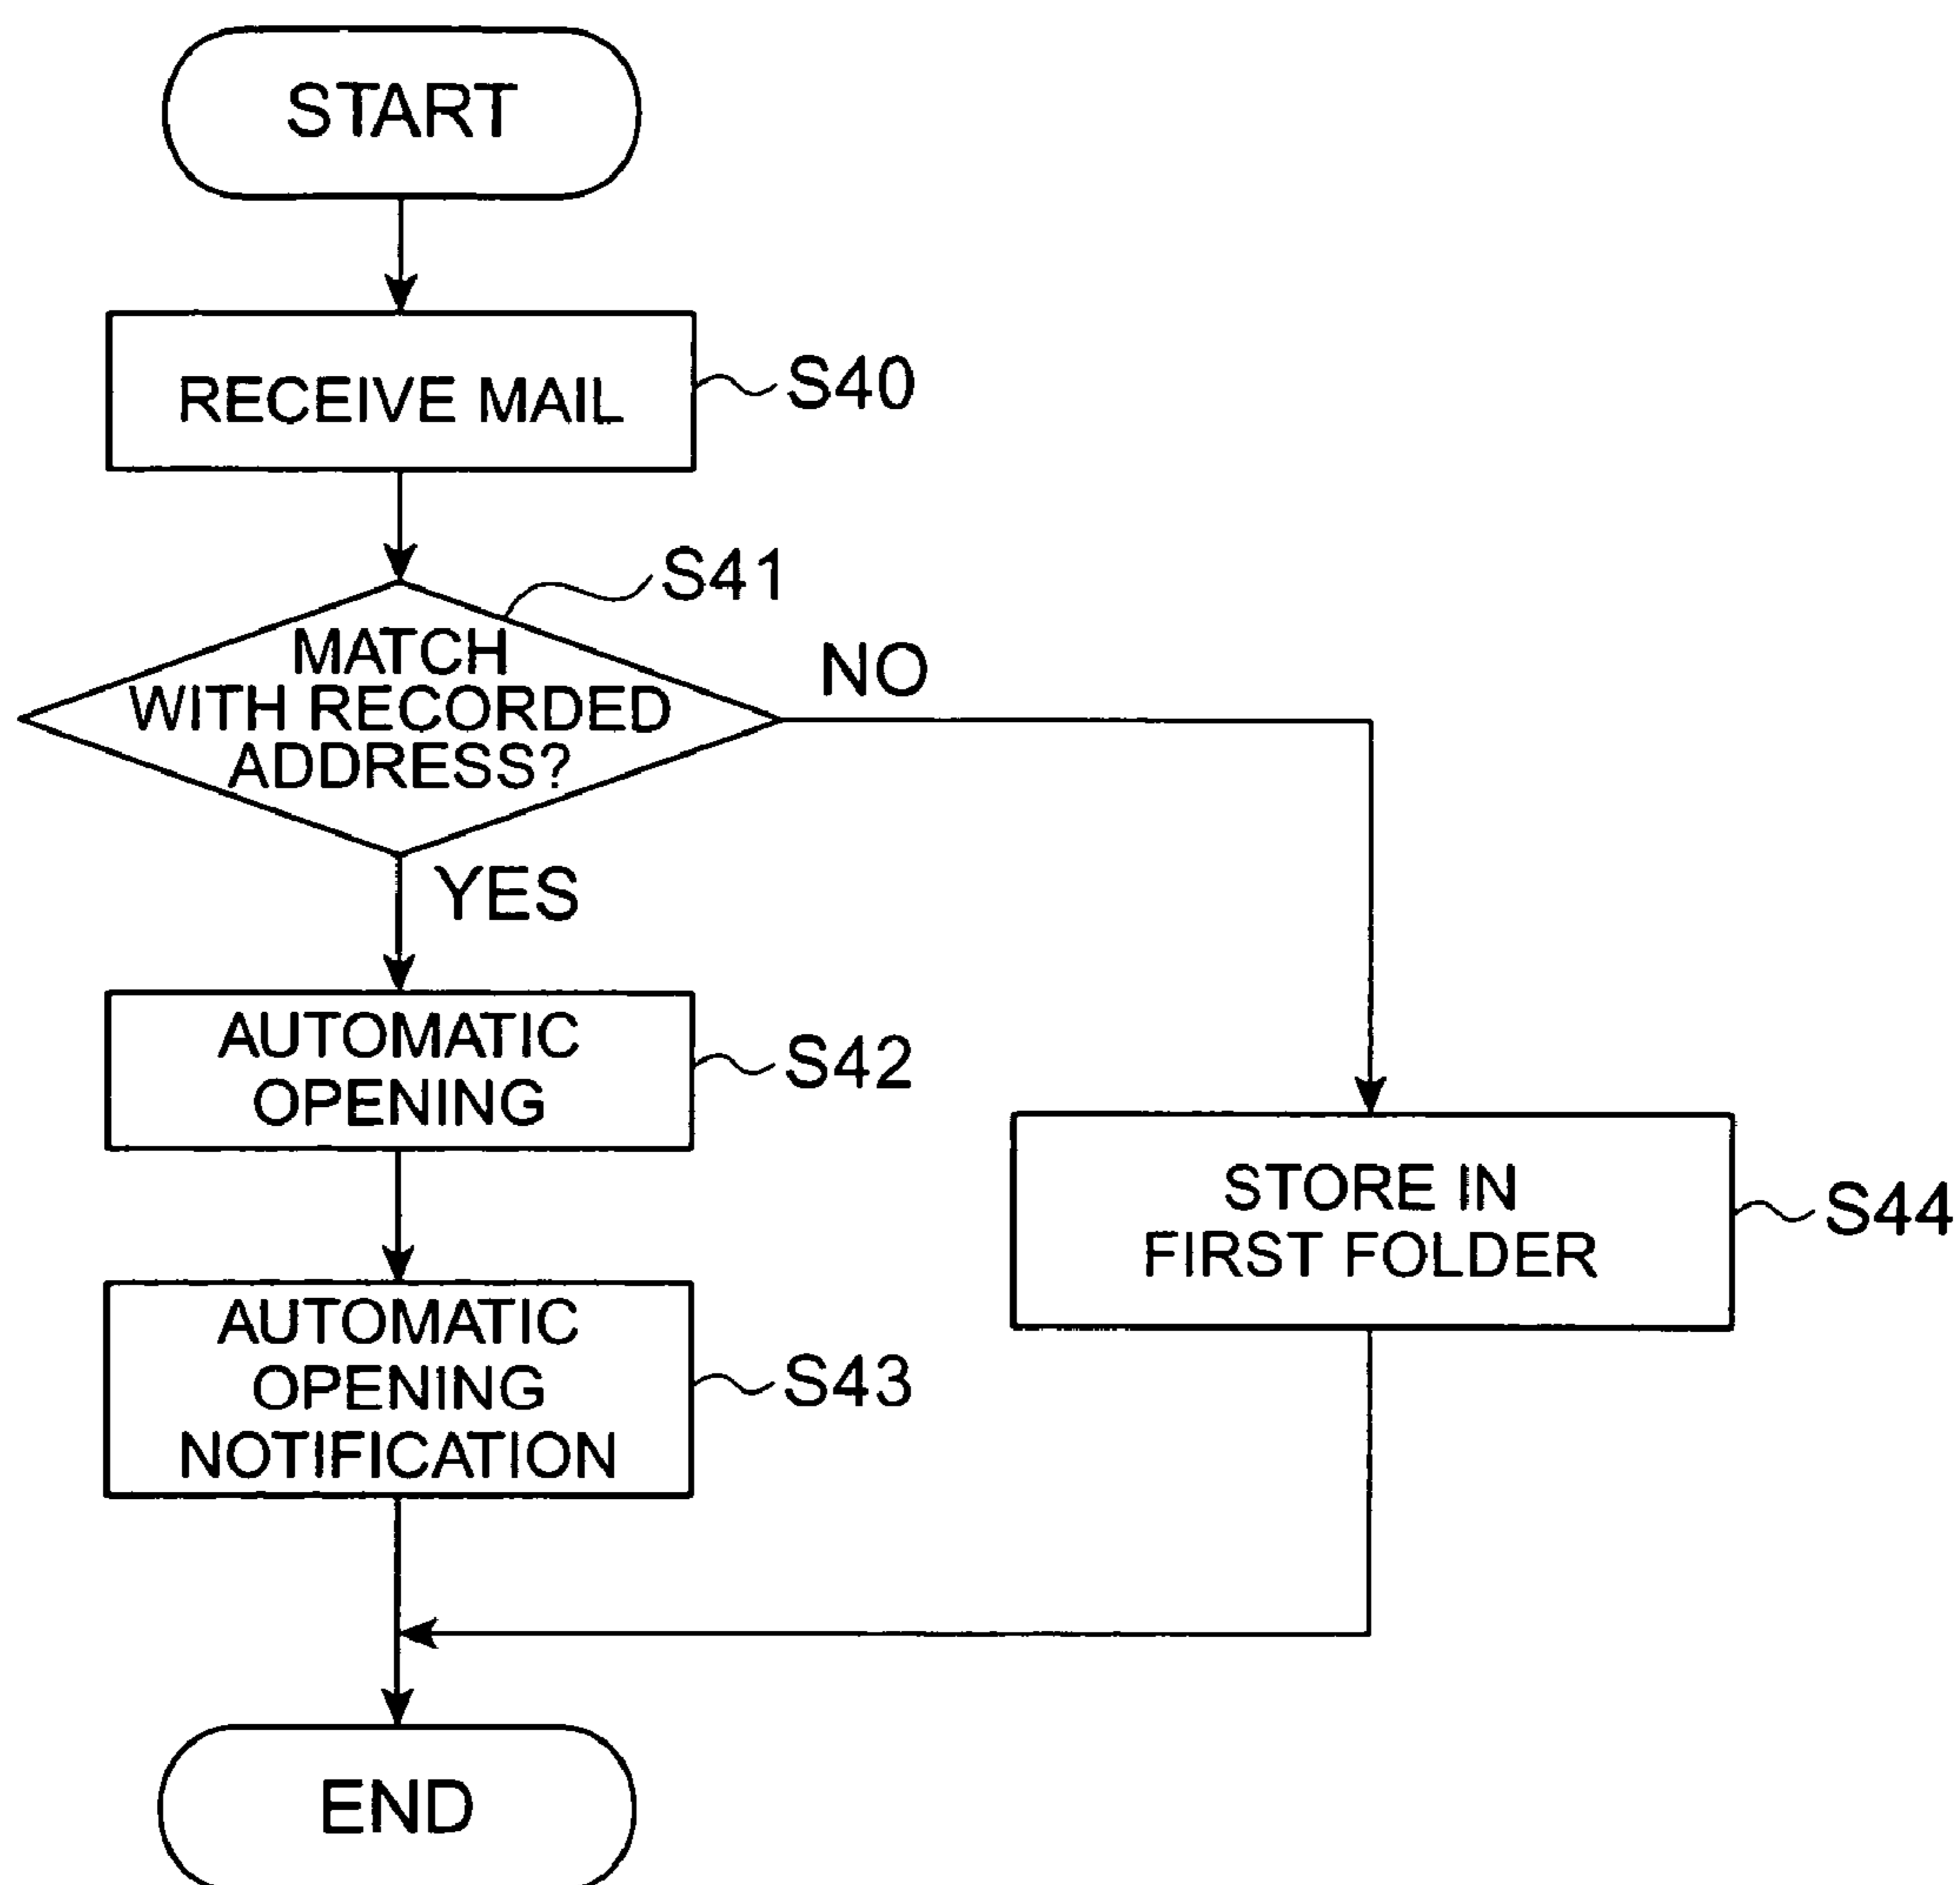 START
RECEIVE MAIL
S40
S41
MATCH
WITH RECORDED
ADDRESS?
NO
YES
AUTOMATIC
OPENING
S42
STORE IN
FIRST FOLDER
S44
AUTOMATIC
OPENING
NOTIFICATION
S43
END